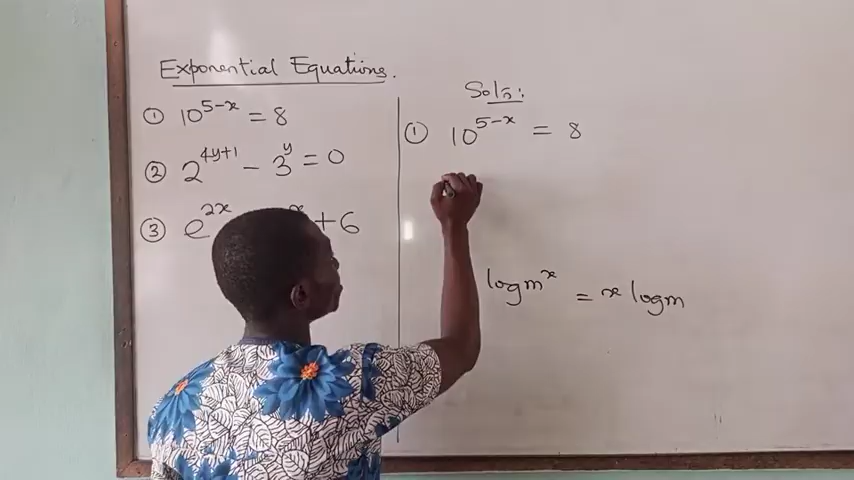 Exponential Equations.
① 10^{5-x} = 8
② 2^{4y+1} - 3^y = 0
③ e^{2x} x + 6
Soln:
① 10^{5-x} = 8
log m^x = x log m